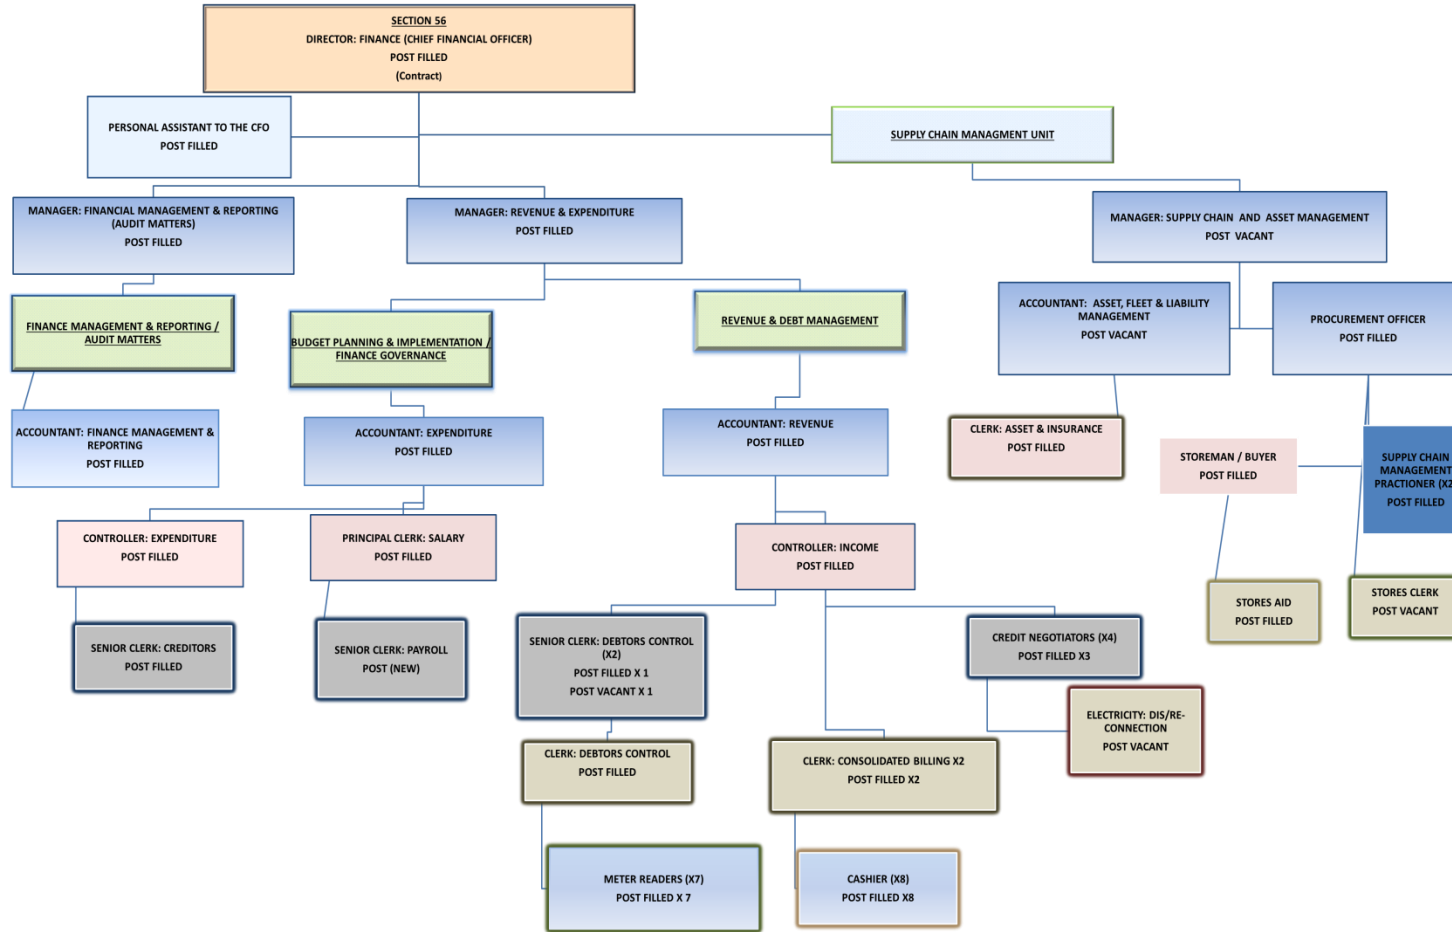 SECTION 56
DIRECTOR: FINANCE (CHIEF FINANCIAL OFFICER)
POST FILLED
(Contract)
PERSONAL ASSISTANT TO THE CFO
POST FILLED
SUPPLY CHAIN MANAGMENT UNIT
MANAGER: FINANCIAL MANAGEMENT & REPORTING
(AUDIT MATTERS)
POST FILLED
MANAGER: REVENUE & EXPENDITURE
POST FILLED
MANAGER: SUPPLY CHAIN AND ASSET MANAGEMENT
POST VACANT
FINANCE MANAGEMENT & REPORTING /
AUDIT MATTERS
BUDGET PLANNING & IMPLEMENTATION /
FINANCE GOVERNANCE
REVENUE & DEBT MANAGEMENT
ACCOUNTANT: ASSET, FLEET & LIABILITY
MANAGEMENT
POST VACANT
PROCUREMENT OFFICER
POST FILLED
ACCOUNTANT: FINANCE MANAGEMENT &
REPORTING
POST FILLED
ACCOUNTANT: EXPENDITURE
POST FILLED
ACCOUNTANT: REVENUE
POST FILLED
CLERK: ASSET & INSURANCE
POST FILLED
STOREMAN / BUYER
POST FILLED
SUPPLY CHAIN
MANAGEMENT
PRACTIONER (X2
POST FILLED
CONTROLLER: EXPENDITURE
POST FILLED
PRINCIPAL CLERK: SALARY
POST FILLED
CONTROLLER: INCOME
POST FILLED
STORES AID
POST FILLED
STORES CLERK
POST VACANT
SENIOR CLERK: CREDITORS
POST FILLED
SENIOR CLERK: PAYROLL
POST (NEW)
SENIOR CLERK: DEBTORS CONTROL
(X2)
POST FILLED X 1
POST VACANT X 1
CREDIT NEGOTIATORS (X4)
POST FILLED X3
ELECTRICITY: DIS/RE-
CONNECTION
POST VACANT
CLERK: DEBTORS CONTROL
POST FILLED
CLERK: CONSOLIDATED BILLING X2
POST FILLED X2
METER READERS (X7)
POST FILLED X 7
CASHIER (X8)
POST FILLED X8